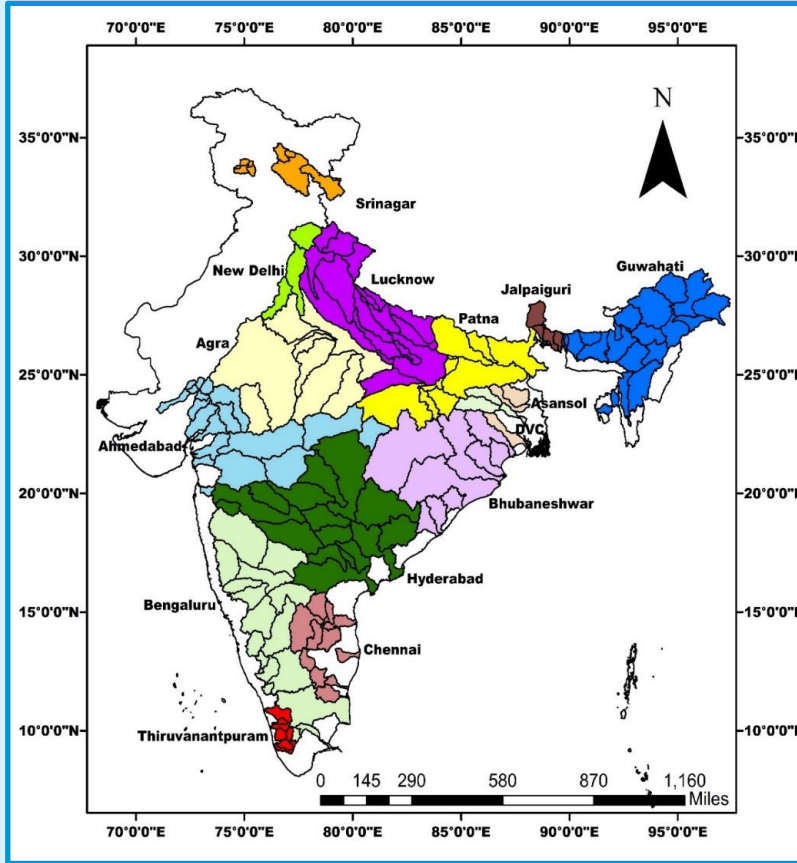 70°0'0"E 75°0'0"E 80°0'0"E 85°0'0"E 90°0'0"E 95°0'0"E
N
35°0'0"N 35°0'0"N
Srinagar
30°0'0"N 30°0'0"N
New Delhi
Lucknow
Guwahati
Jalpaiguri
Patna
Agra
25°0'0"N 25°0'0"N
Asansol
DVC
Ahmedabad
20°0'0"N 20°0'0"N
Bhubaneshwar
Hyderabad
Bengaluru
15°0'0"N 15°0'0"N
Chennai
10°0'0"N 10°0'0"N
Thiruvanantpuram
0 145 290 580 870 1,160
Miles
70°0'0"E 75°0'0"E 80°0'0"E 85°0'0"E 90°0'0"E 95°0'0"E